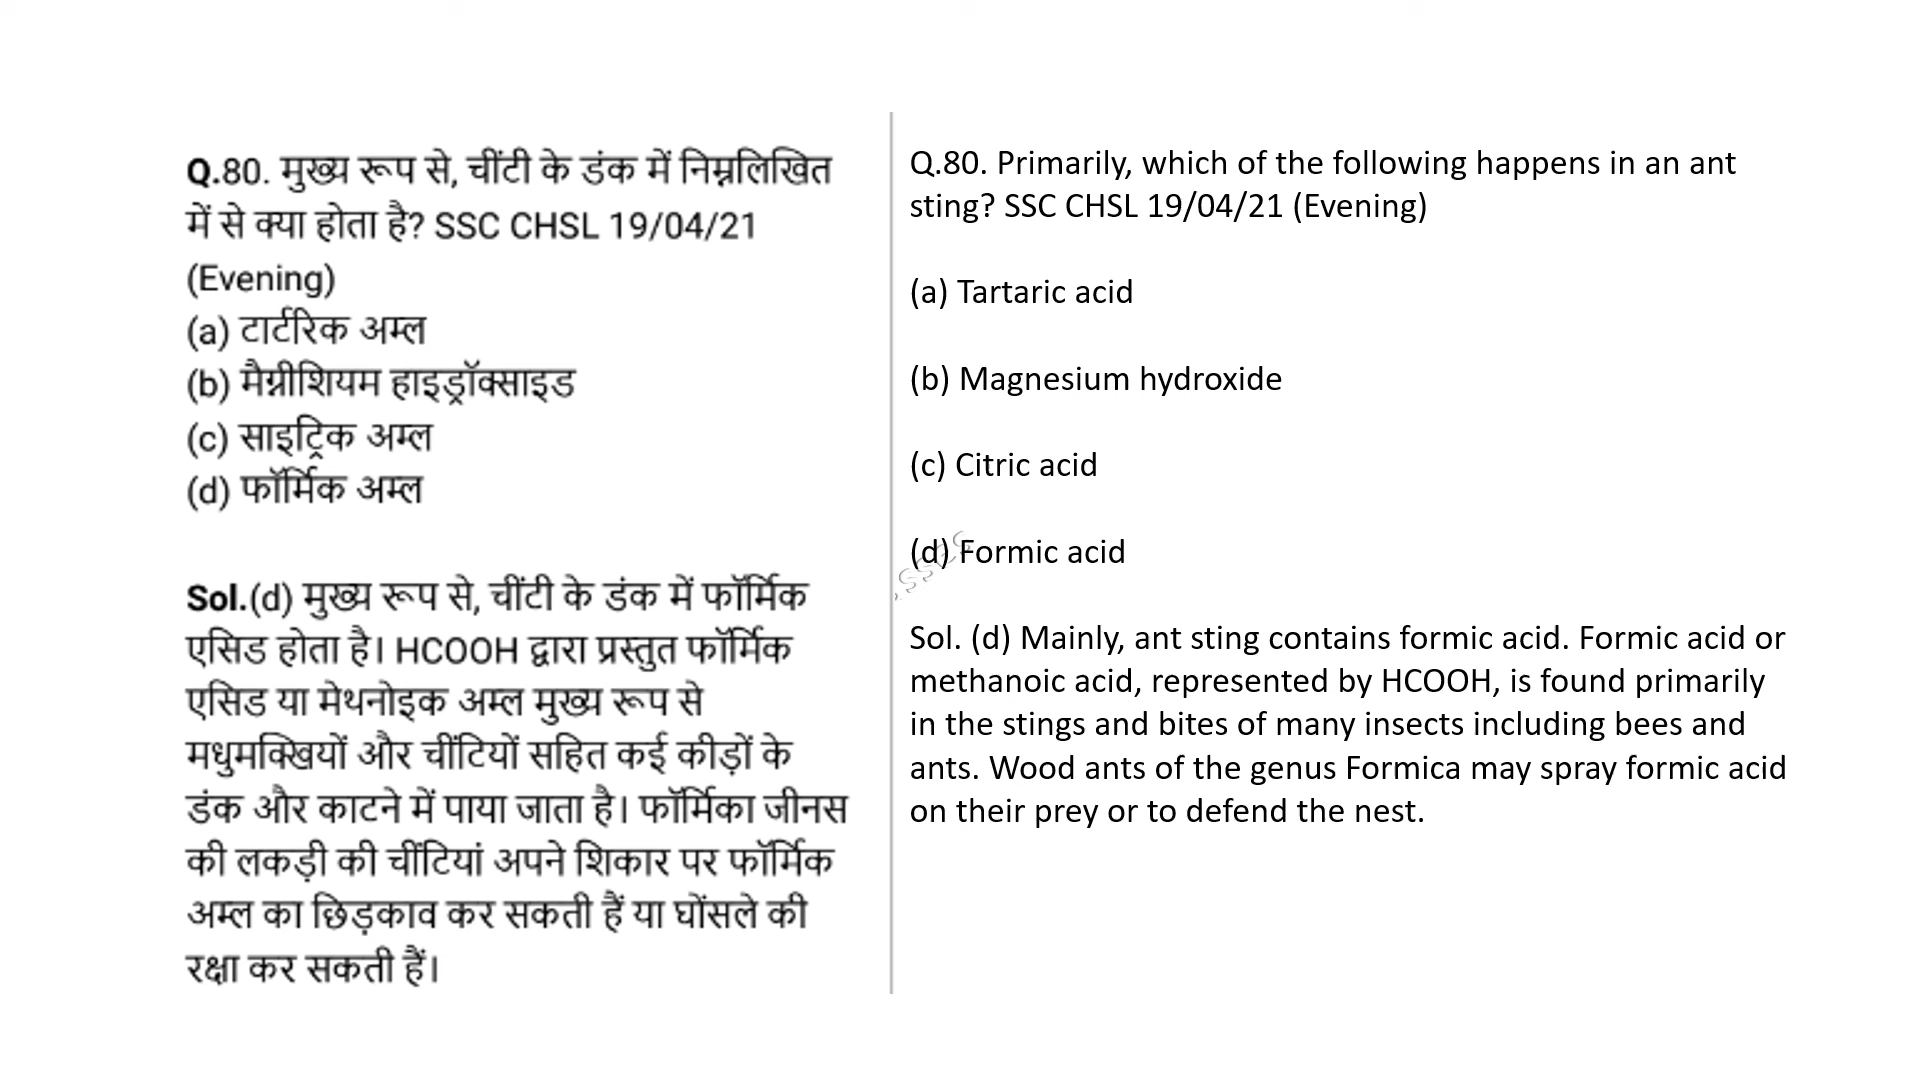 Q.80. मुख्य रूप से, चींटी के डंक में निम्नलिखित
में से क्या होता है? SSC CHSL 19/04/21
(Evening)
(a) टार्टरिक अम्ल
(b) मैग्नीशियम हाइड्रॉक्साइड
(c) साइट्रिक अम्ल
(d) फॉर्मिक अम्ल
Sol.(d) मुख्य रूप से, चींटी के डंक में फॉर्मिक
एसिड होता है। HCOOH द्वारा प्रस्तुत फॉर्मिक
एसिड या मेथनोइक अम्ल मुख्य रूप से
मधुमक्खियों और चींटियों सहित कई कीड़ों के
डंक और काटने में पाया जाता है। फॉर्मिका जीनस
की लकड़ी की चींटियां अपने शिकार पर फॉर्मिक
अम्ल का छिड़काव कर सकती हैं या घोंसले की
रक्षा कर सकती हैं।
Q.80. Primarily, which of the following happens in an ant
sting? SSC CHSL 19/04/21 (Evening)
(a) Tartaric acid
(b) Magnesium hydroxide
(c) Citric acid
(d) Formic acid
Sol. (d) Mainly, ant sting contains formic acid. Formic acid or
methanoic acid, represented by HCOOH, is found primarily
in the stings and bites of many insects including bees and
ants. Wood ants of the genus Formica may spray formic acid
on their prey or to defend the nest.